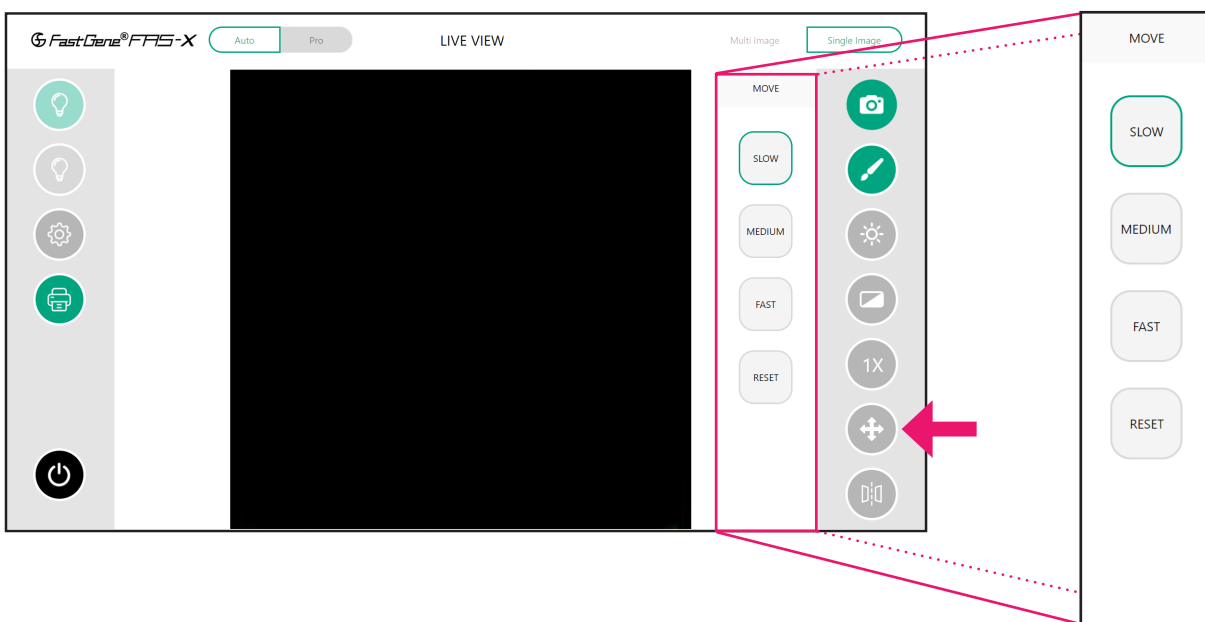 FastGene® FAS-X
Auto
Pro
LIVE VIEW
Multi Image
Single Image
MOVE
SLOW
MEDIUM
FAST
RESET
1X
MOVE
SLOW
MEDIUM
FAST
RESET